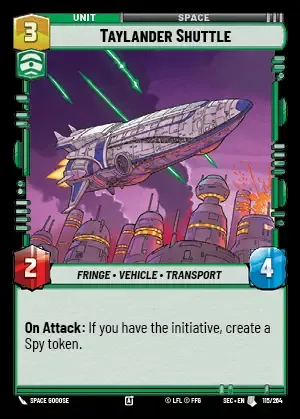 3
UNIT
SPACE
TAYLANDER SHUTTLE
2
4
FRINGE • VEHICLE • TRANSPORT
On Attack: If you have the initiative, create a
Spy token.
SPACE GOOOSE
A
© LFL © FFG
SEC • EN
115/264